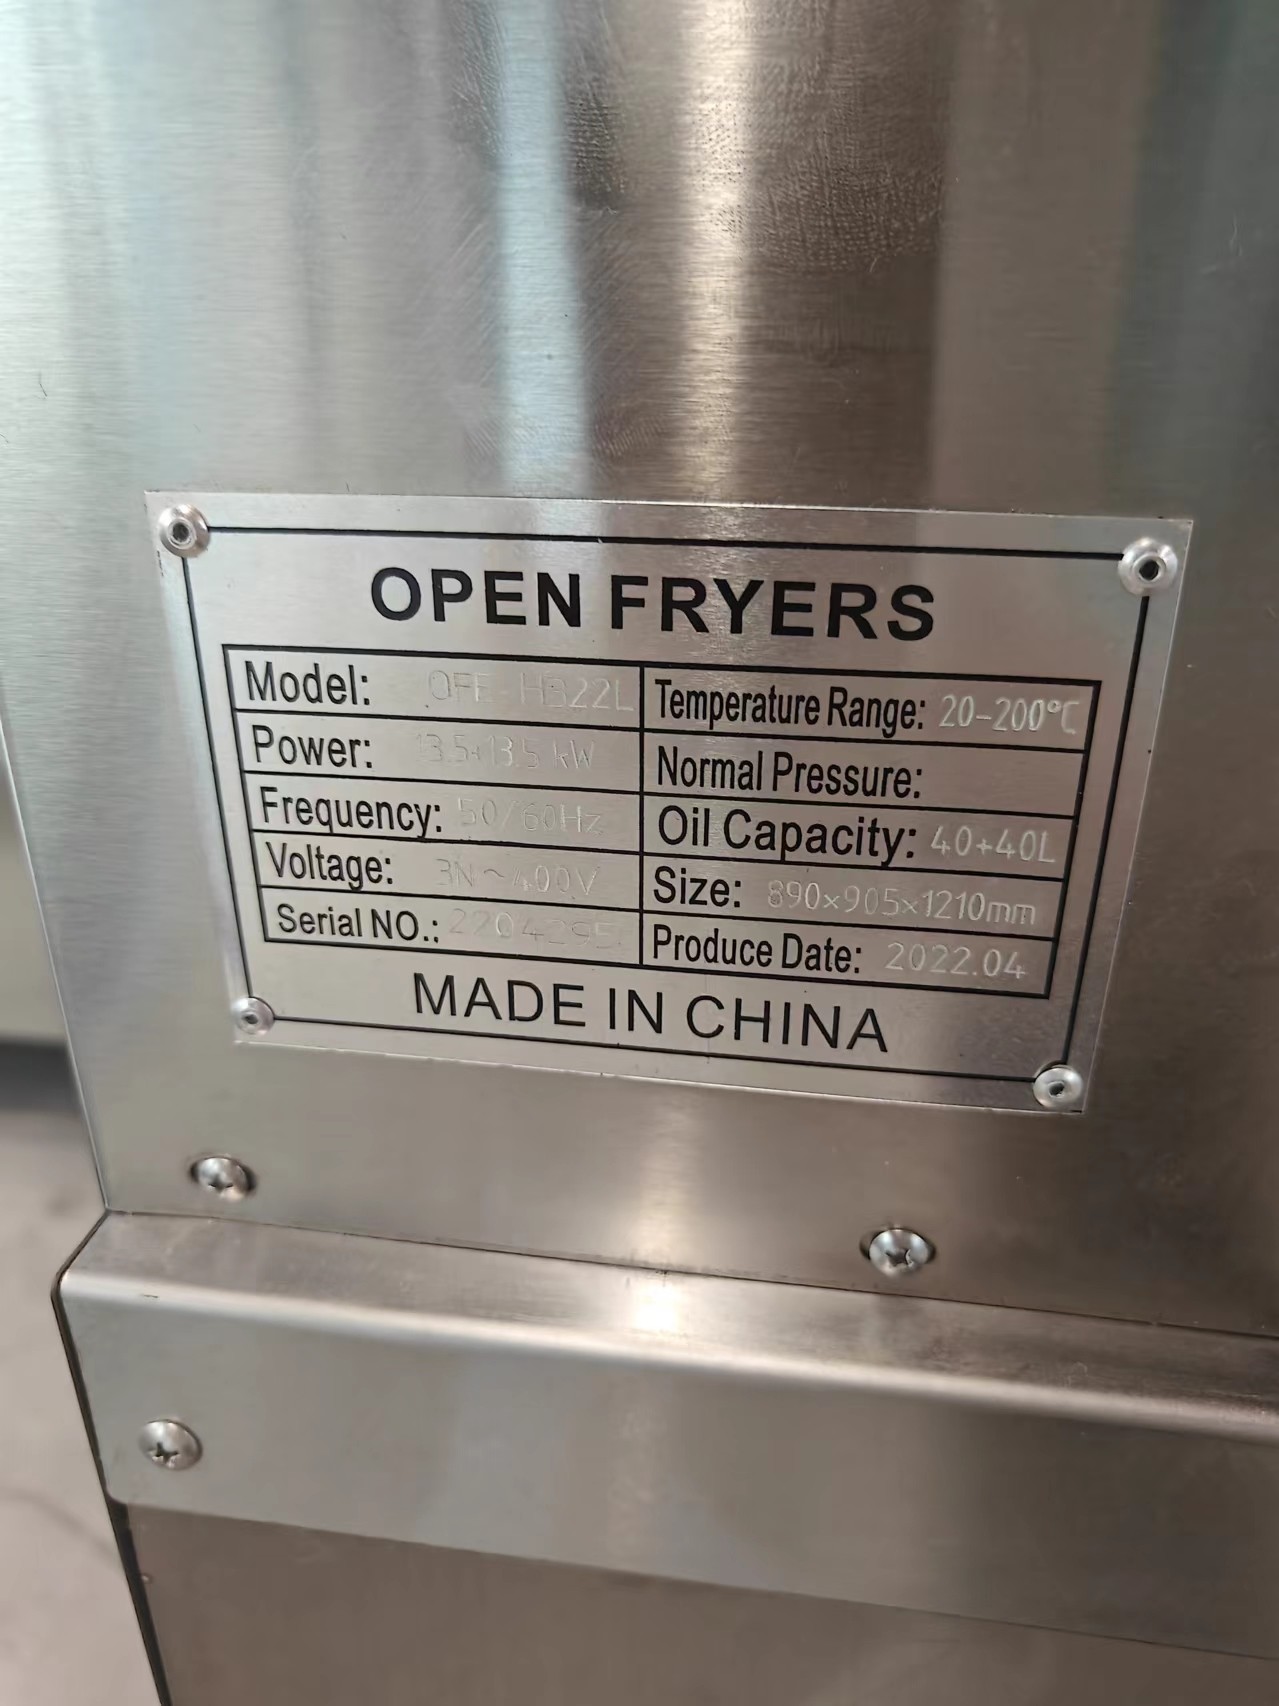 OPEN FRYERS
Model: OFE-HB22L
Temperature Range: 20-200°C
Power: 13.5+13.5 kW
Normal Pressure:
Frequency: 50/60Hz
Oil Capacity: 40+40L
Voltage: 3N~400V
Size: 890×905×1210mm
Serial NO.: 2204295
Produce Date: 2022.04
MADE IN CHINA